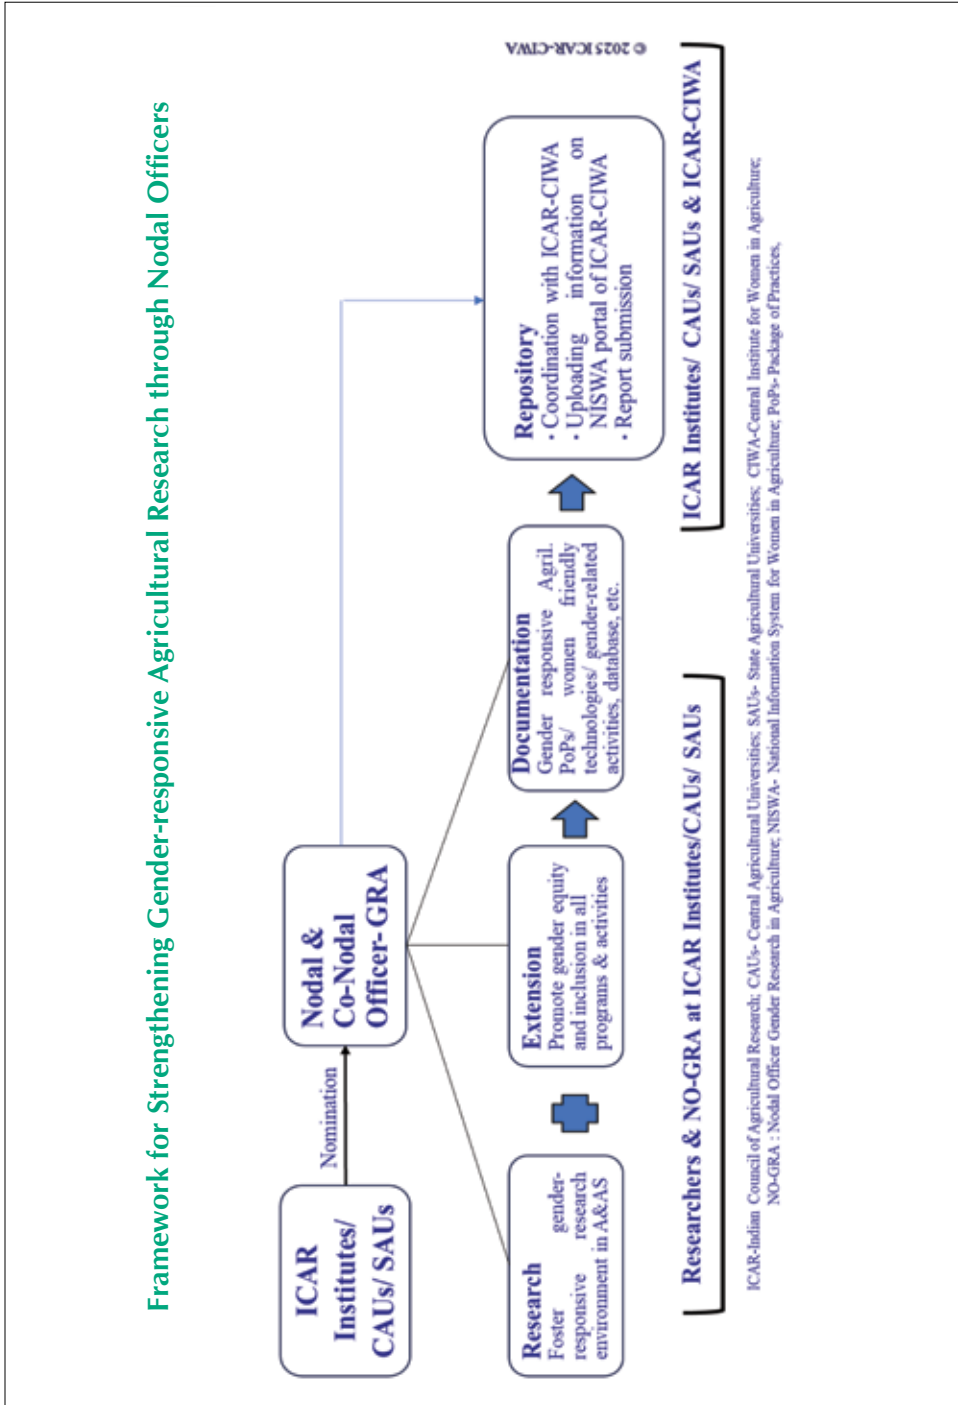 Framework for Strengthening Gender-responsive Agricultural Research through Nodal Officers
ICAR
Institutes/
CAUs/ SAUs
Nomination
Nodal &
Co-Nodal
Officer- GRA
Research
Foster gender-
responsive research
environment in A&AS
Extension
Promote gender equity
and inclusion in all
programs & activities
Documentation
Gender responsive Agril.
PoPs/ women friendly
technologies/ gender-related
activities, database, etc.
Repository
• Coordination with ICAR-CIWA
• Uploading information on
NISWA portal of ICAR-CIWA
• Report submission
© 2025 ICAR-CIWA
Researchers & NO-GRA at ICAR Institutes/CAUs/ SAUs
ICAR Institutes/ CAUs/ SAUs & ICAR-CIWA
ICAR-Indian Council of Agricultural Research; CAUs- Central Agricultural Universities; SAUs- State Agricultural Universities; CIWA-Central Institute for Women in Agriculture;
NO-GRA : Nodal Officer Gender Research in Agriculture; NISWA- National Information System for Women in Agriculture; PoPs- Package of Practices,